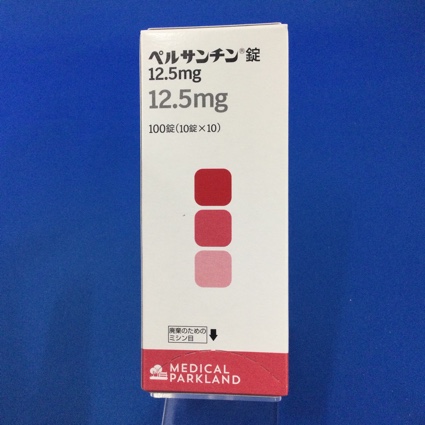 ペルサンチン®錠
12.5mg
12.5mg
100錠(10錠×10)
廃棄のための
ミシン目
MEDICAL
PARKLAND